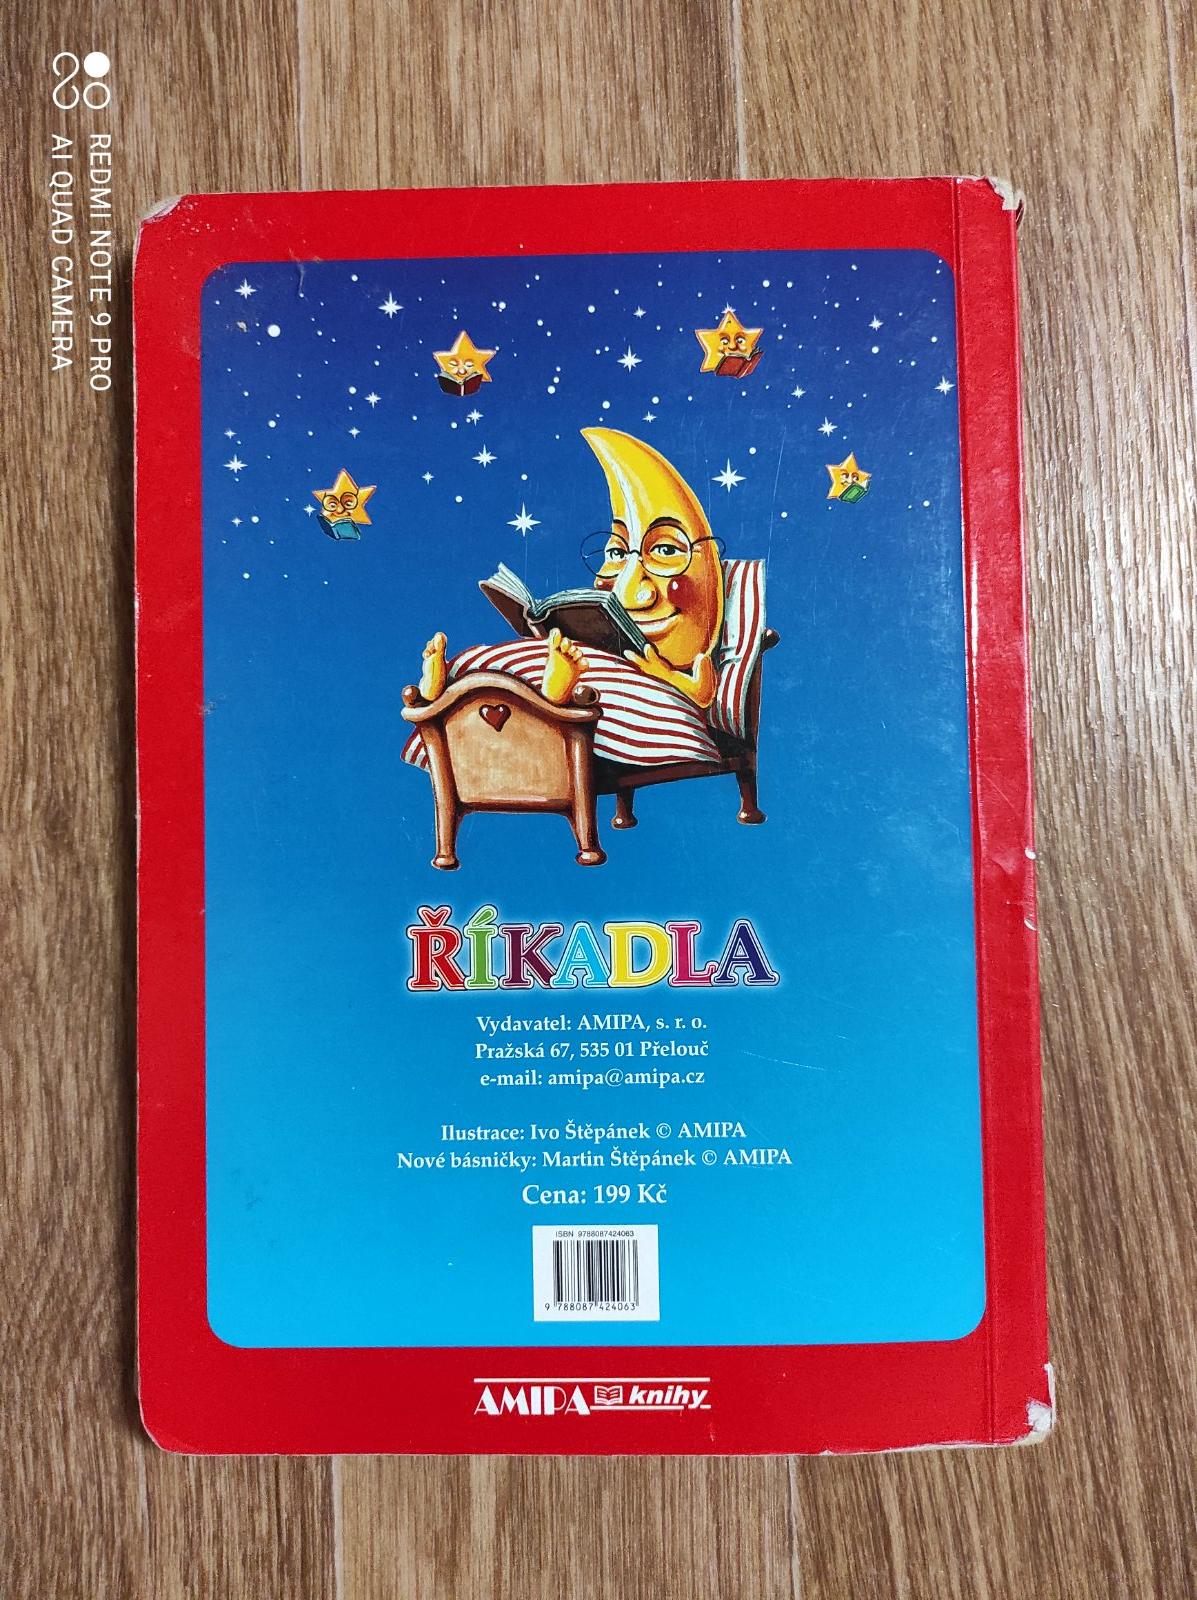 REDMI NOTE 9 PRO
AI QUAD CAMERA
ŘÍKADLA
Vydavatel: AMIPA, s. r. o.
Pražská 67, 535 01 Přelouč
e-mail: amipa@amipa.cz
Ilustrace: Ivo Štěpánek © AMIPA
Nové básničky: Martin Štěpánek © AMIPA
Cena: 199 Kč
ISBN 9788087424063
9 788087 424063
AMIPA knihy